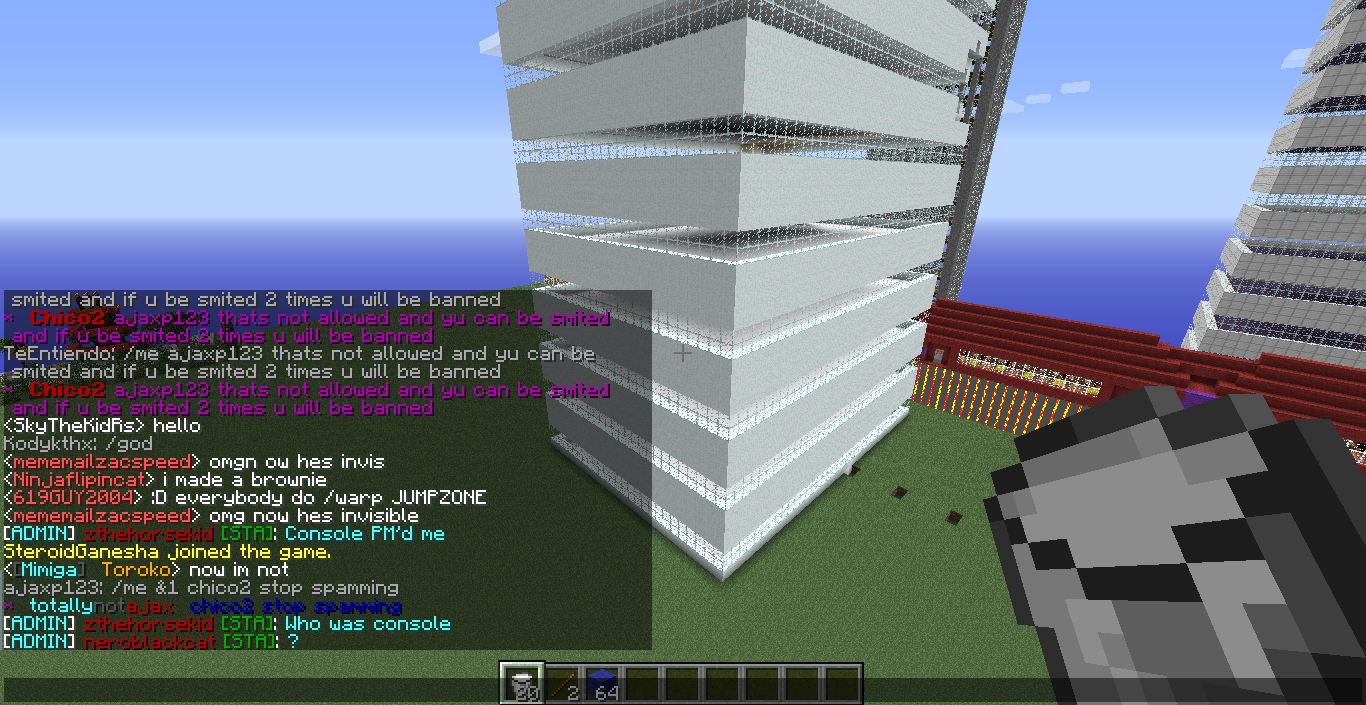 smited and if u be smited 2 times u will be banned
* Chico2 ajaxp123 thats not allowed and yu can be smited
and if u be smited 2 times u will be banned
TeEntiendo: /me ajaxp123 thats not allowed and yu can be
smited and if u be smited 2 times u will be banned
* Chico2 ajaxp123 thats not allowed and yu can be smited
and if u be smited 2 times u will be banned
<SkyTheKidRs> hello
Kodykthx: /god
<mememailzacspeed> omgn ow hes invis
<Ninjaflipincat> i made a brownie
<619GUY2004> :D everybody do /warp JUMPZONE
<mememailzacspeed> omg now hes invisible
[ADMIN] zthehorsekid [STA]: Console PM'd me
SteroidGanesha joined the game.
<[Mimiga] Toroko> now im not
ajaxp123: /me &1 chico2 stop spamming
* totallynotajax chico2 stop spamming
[ADMIN] zthehorsekid [STA]: Who was console
[ADMIN] neroblackcat [STA]: ?
20 2 64